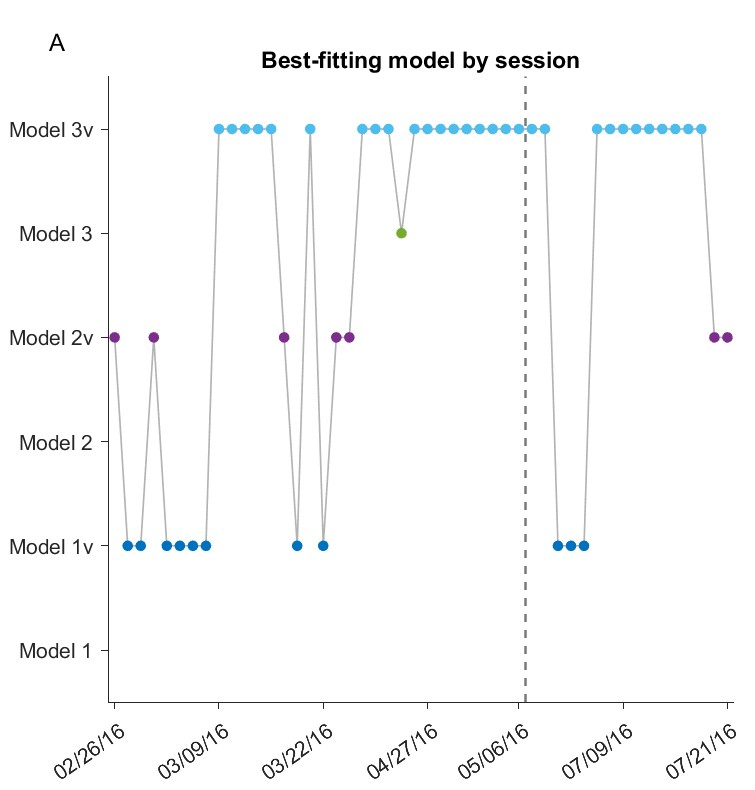 A
Best-fitting model by session
Model 3v
Model 3
Model 2v
Model 2
Model 1v
Model 1
02/26/16
03/09/16
03/22/16
04/27/16
05/06/16
07/09/16
07/21/16